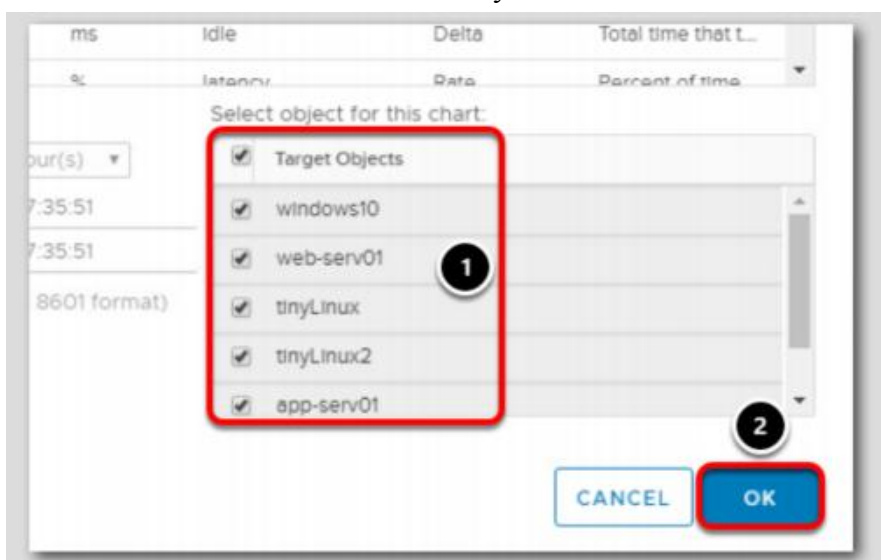 ms Idle Delta Total time that t...
% latency Rate Percent of time
Select object for this chart:
our(s)
Target Objects
7:35:51
windows10
7:35:51
web-serv01
1
8601 format)
tinyLinux
tinyLinux2
app-serv01
2
CANCEL OK